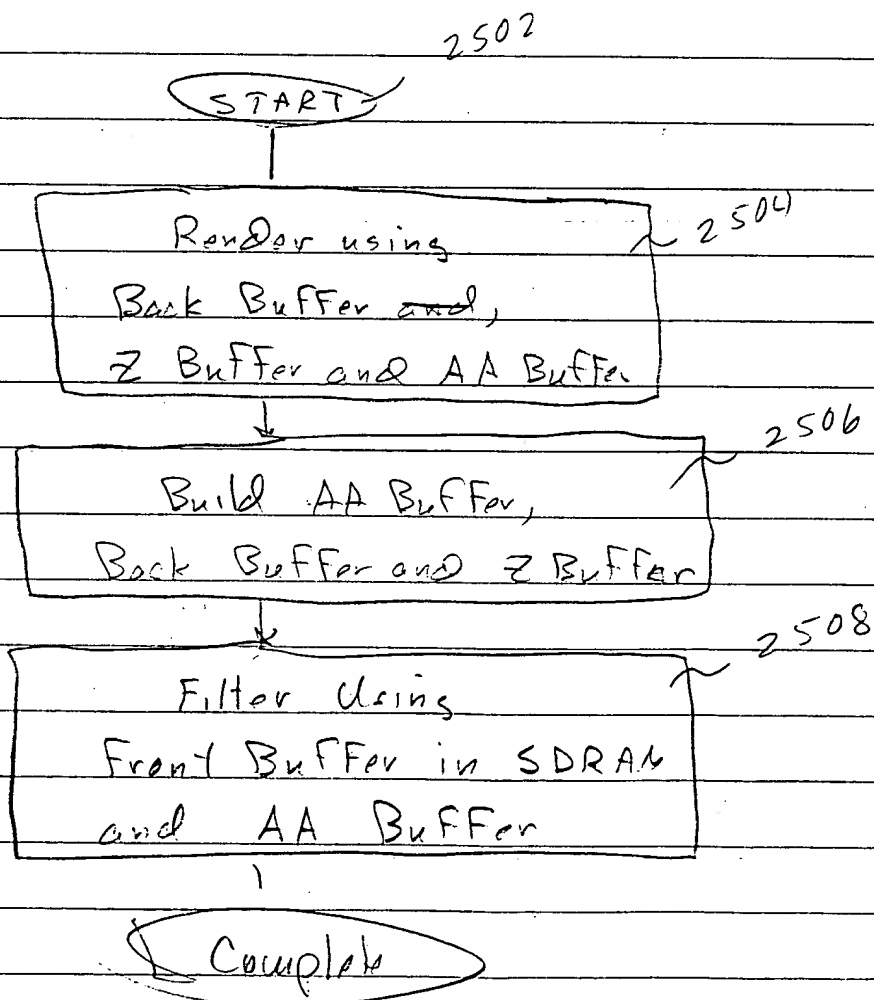 2502
START
2504
Render using
Back Buffer and,
Z Buffer and AA Buffer
2506
Build AA Buffer,
Back Buffer and Z Buffer
2508
Filter Using
Front Buffer in SDRAM
and AA Buffer
Complete